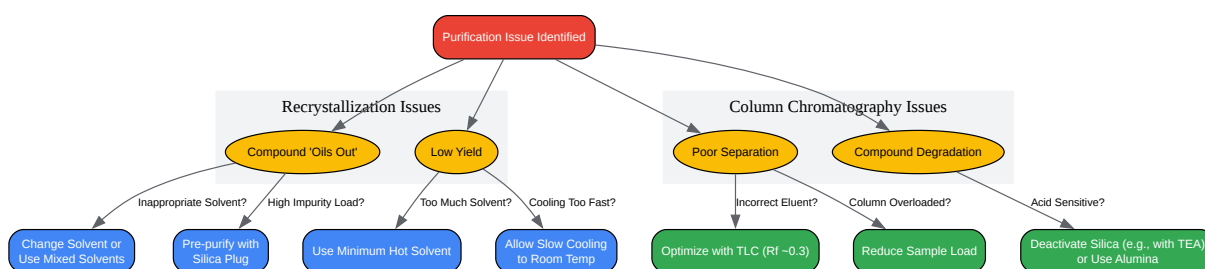 Purification Issue Identified
Recrystallization Issues
Column Chromatography Issues
Compound 'Oils Out'
Low Yield
Poor Separation
Compound Degradation
Inappropriate Solvent?
High Impurity Load?
Too Much Solvent?
Cooling Too Fast?
Incorrect Eluent?
Column Overloaded?
Acid Sensitive?
Change Solvent or
Use Mixed Solvents
Pre-purify with
Silica Plug
Use Minimum Hot Solvent
Allow Slow Cooling
to Room Temp
Optimize with TLC (Rf ~0.3)
Reduce Sample Load
Deactivate Silica (e.g., with TEA)
or Use Alumina